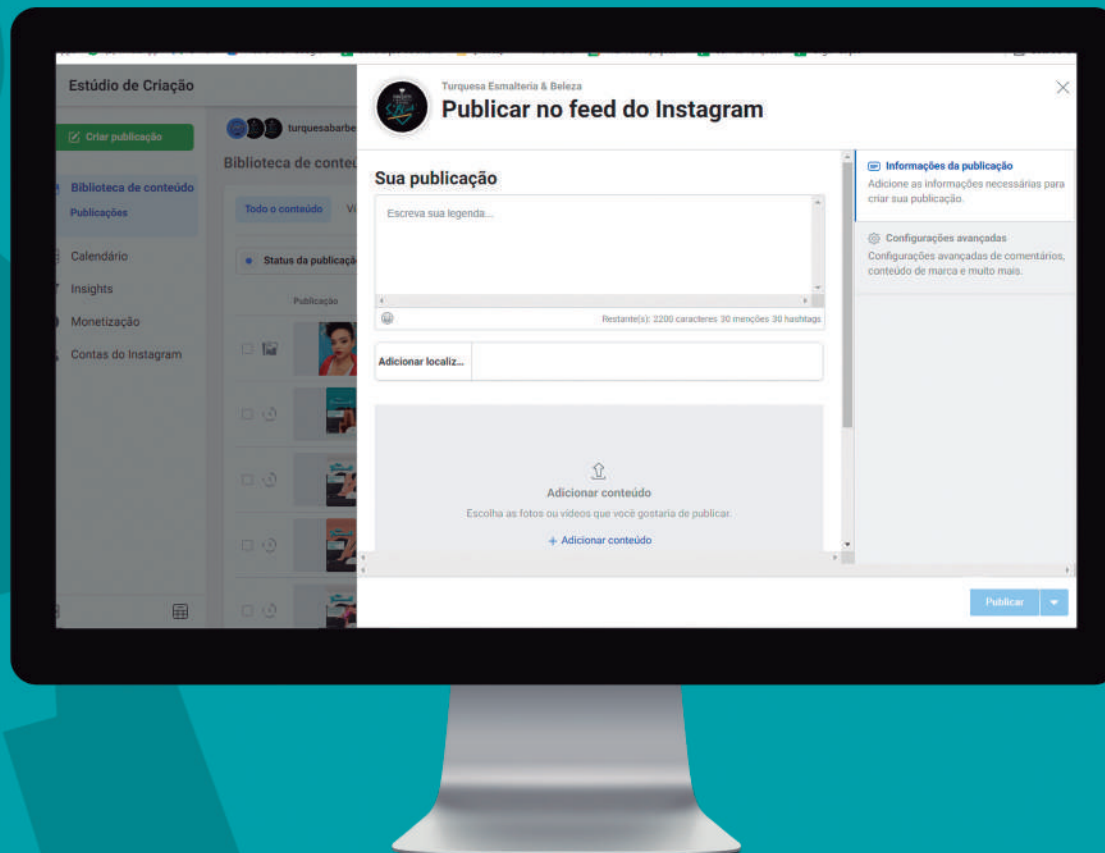 Estúdio de Criação
Criar publicação
Biblioteca de conteúdo
Publicações
Calendário
Insights
Monetização
Contas do Instagram
turquesabarbe
Biblioteca de conteú
Todo o conteúdo
Status da publicaçã
Publicação
Turquesa Esmalteria & Beleza
Publicar no feed do Instagram
Sua publicação
Escreva sua legenda...
Restante(s): 2200 caracteres 30 menções 30 hashtags
Adicionar localiz...
Adicionar conteúdo
Escolha as fotos ou vídeos que você gostaria de publicar.
+ Adicionar conteúdo
Informações da publicação
Adicione as informações necessárias para
criar sua publicação.
Configurações avançadas
Configurações avançadas de comentários,
conteúdo de marca e muito mais.
Publicar